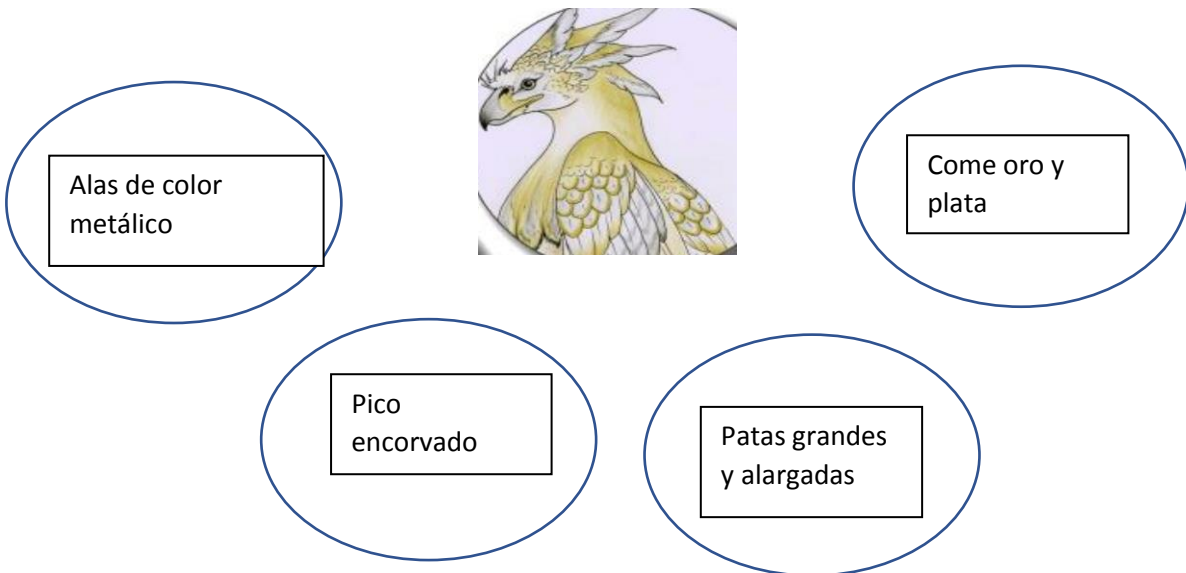 Alas de color
metálico
Come oro y
plata
Pico
encorvado
Patas grandes
y alargadas